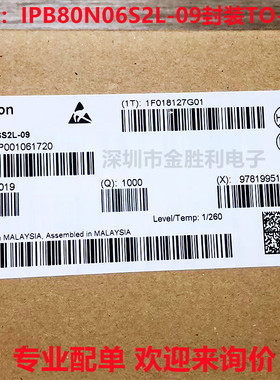 ：IPB80N06S2L-09封装TO
on
(1T): 1F018127G01
S2L-09
P001061720
深圳市金胜利电子
019
(Q): 1000
(X): 97819951
Level/Temp: 1/260
MALAYSIA, Assembled in MALAYSIA
专业配单 欢迎来询价